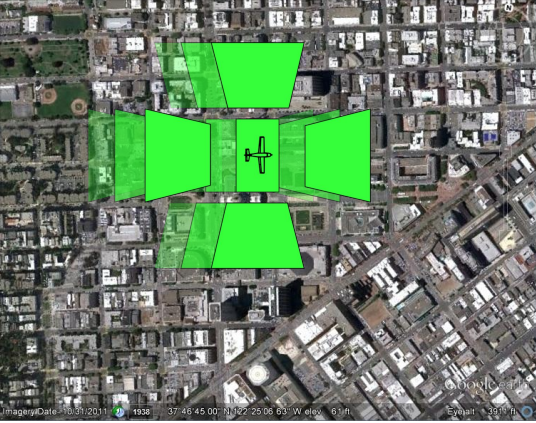 Google earth
Imagery Date: 10/31/2011 1938 37°46'45.00" N 122°25'06.63" W elev 61 ft Eye alt 3911 ft